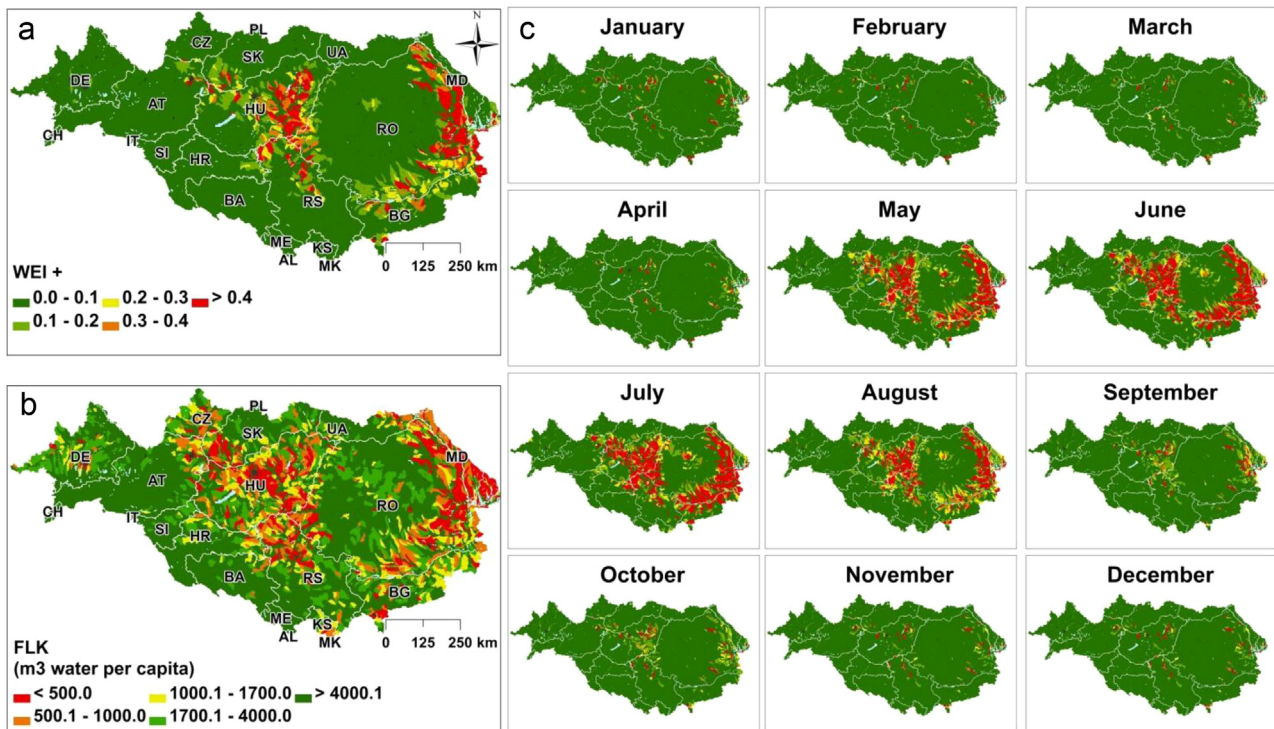 a
N
PL
CZ
SK
UA
DE
MD
AT
HU
RO
CH
IT
SI
HR
BA
RS
BG
ME
KS
AL
MK
0 125 250 km
WEI +
0.0 - 0.1 0.2 - 0.3 > 0.4
0.1 - 0.2 0.3 - 0.4
b
PL
CZ
SK
UA
DE
MD
AT
HU
RO
CH
IT
SI
HR
BA
RS
BG
ME
KS
AL
MK
0 125 250 km
FLK
(m3 water per capita)
< 500.0 1000.1 - 1700.0 > 4000.1
500.1 - 1000.0 1700.1 - 4000.0
c
January February March
April May June
July August September
October November December